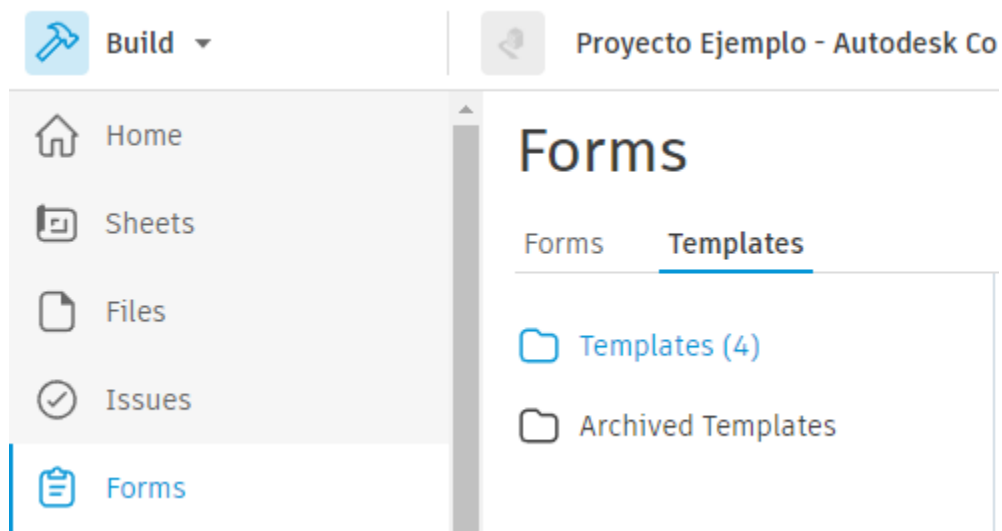 Build
Proyecto Ejemplo - Autodesk Co
Home
Sheets
Files
Issues
Forms
Forms
Forms Templates
Templates (4)
Archived Templates